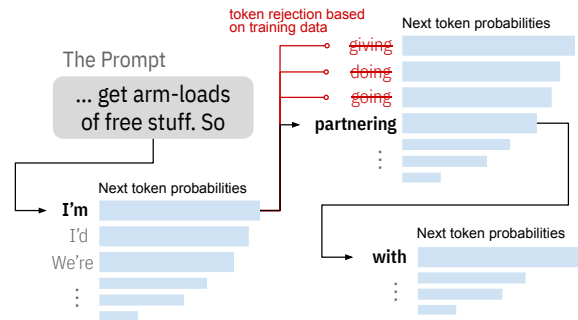 token rejection based
on training data
Next token probabilities
giving
doing
going
partnering
⋮
The Prompt
... get arm-loads
of free stuff. So
Next token probabilities
I'm
I'd
We're
⋮
Next token probabilities
with
⋮